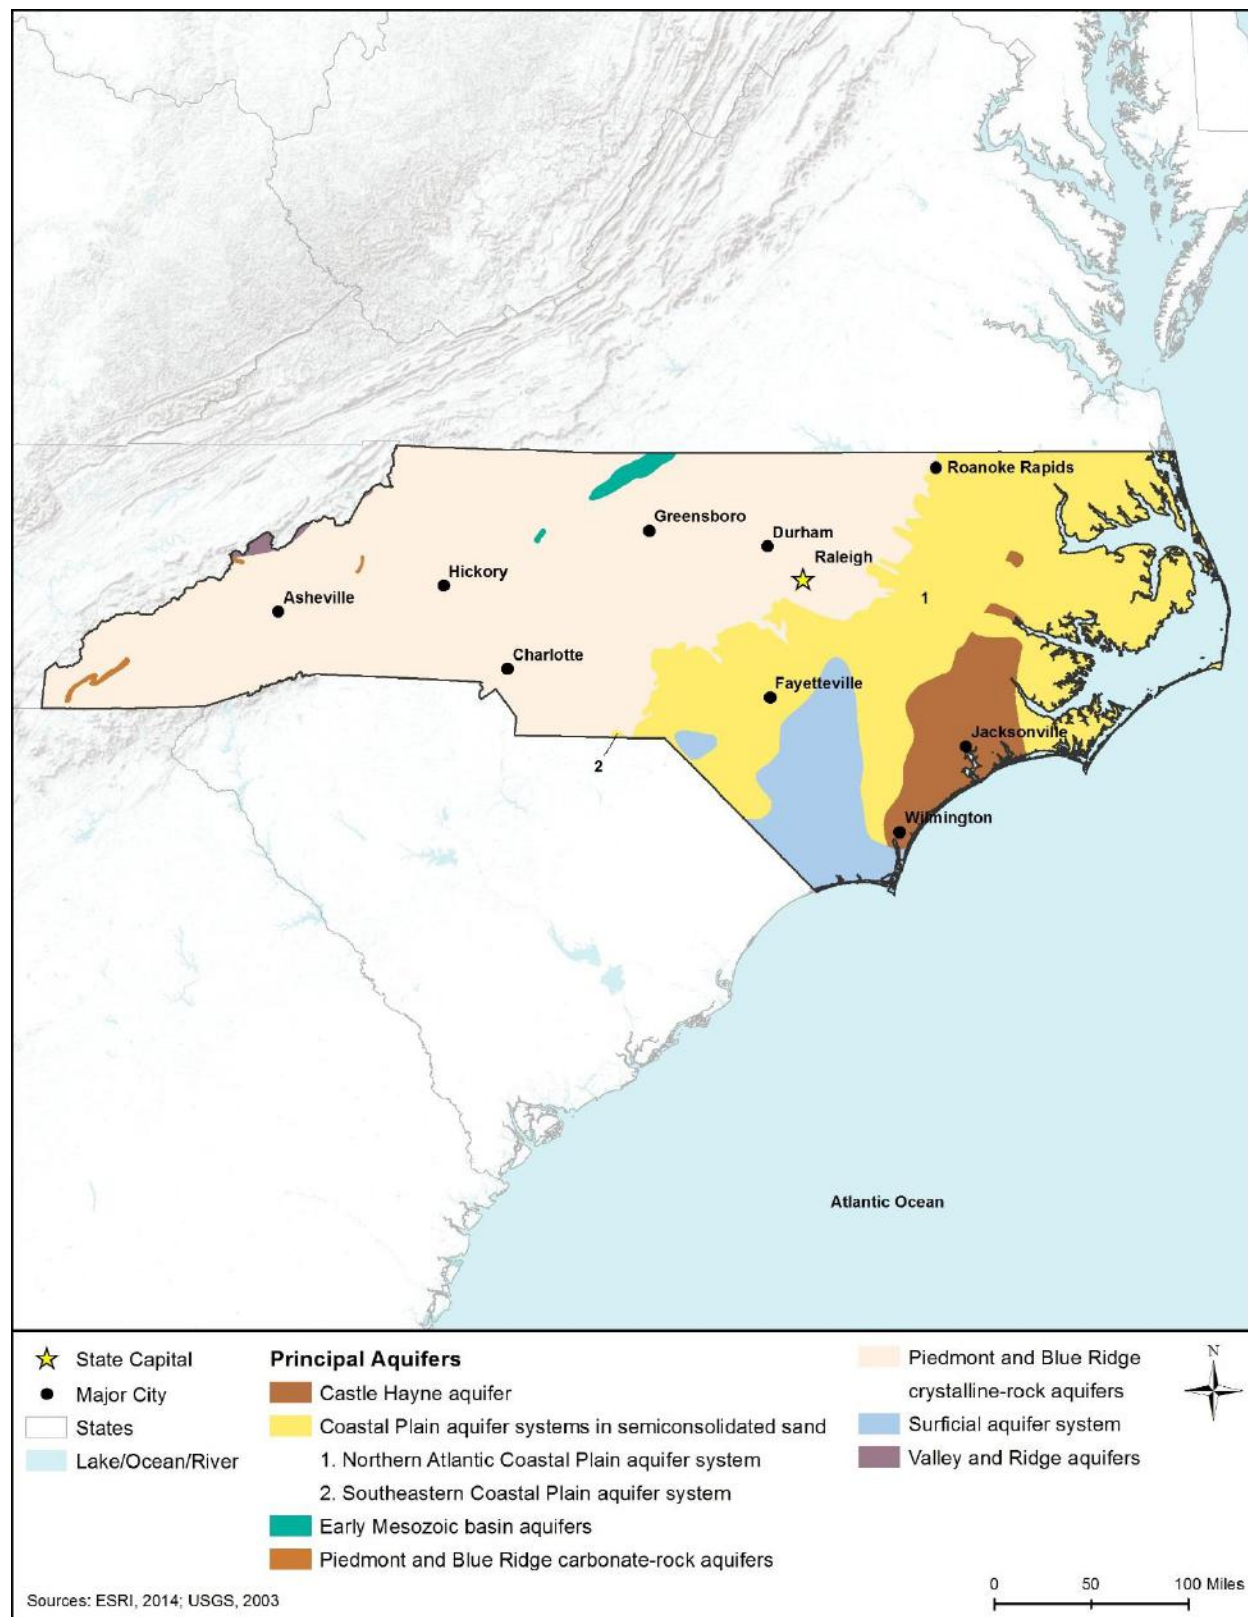 Roanoke Rapids
Greensboro
Durham
Raleigh
Hickory
Asheville
1
Charlotte
Fayetteville
Jacksonville
2
Wilmington
Atlantic Ocean
State Capital
Major City
States
Lake/Ocean/River
Principal Aquifers
Castle Hayne aquifer
Coastal Plain aquifer systems in semiconsolidated sand
1. Northern Atlantic Coastal Plain aquifer system
2. Southeastern Coastal Plain aquifer system
Early Mesozoic basin aquifers
Piedmont and Blue Ridge carbonate-rock aquifers
Piedmont and Blue Ridge
crystalline-rock aquifers
Surficial aquifer system
Valley and Ridge aquifers
N
0 50 100 Miles
Sources: ESRI, 2014; USGS, 2003